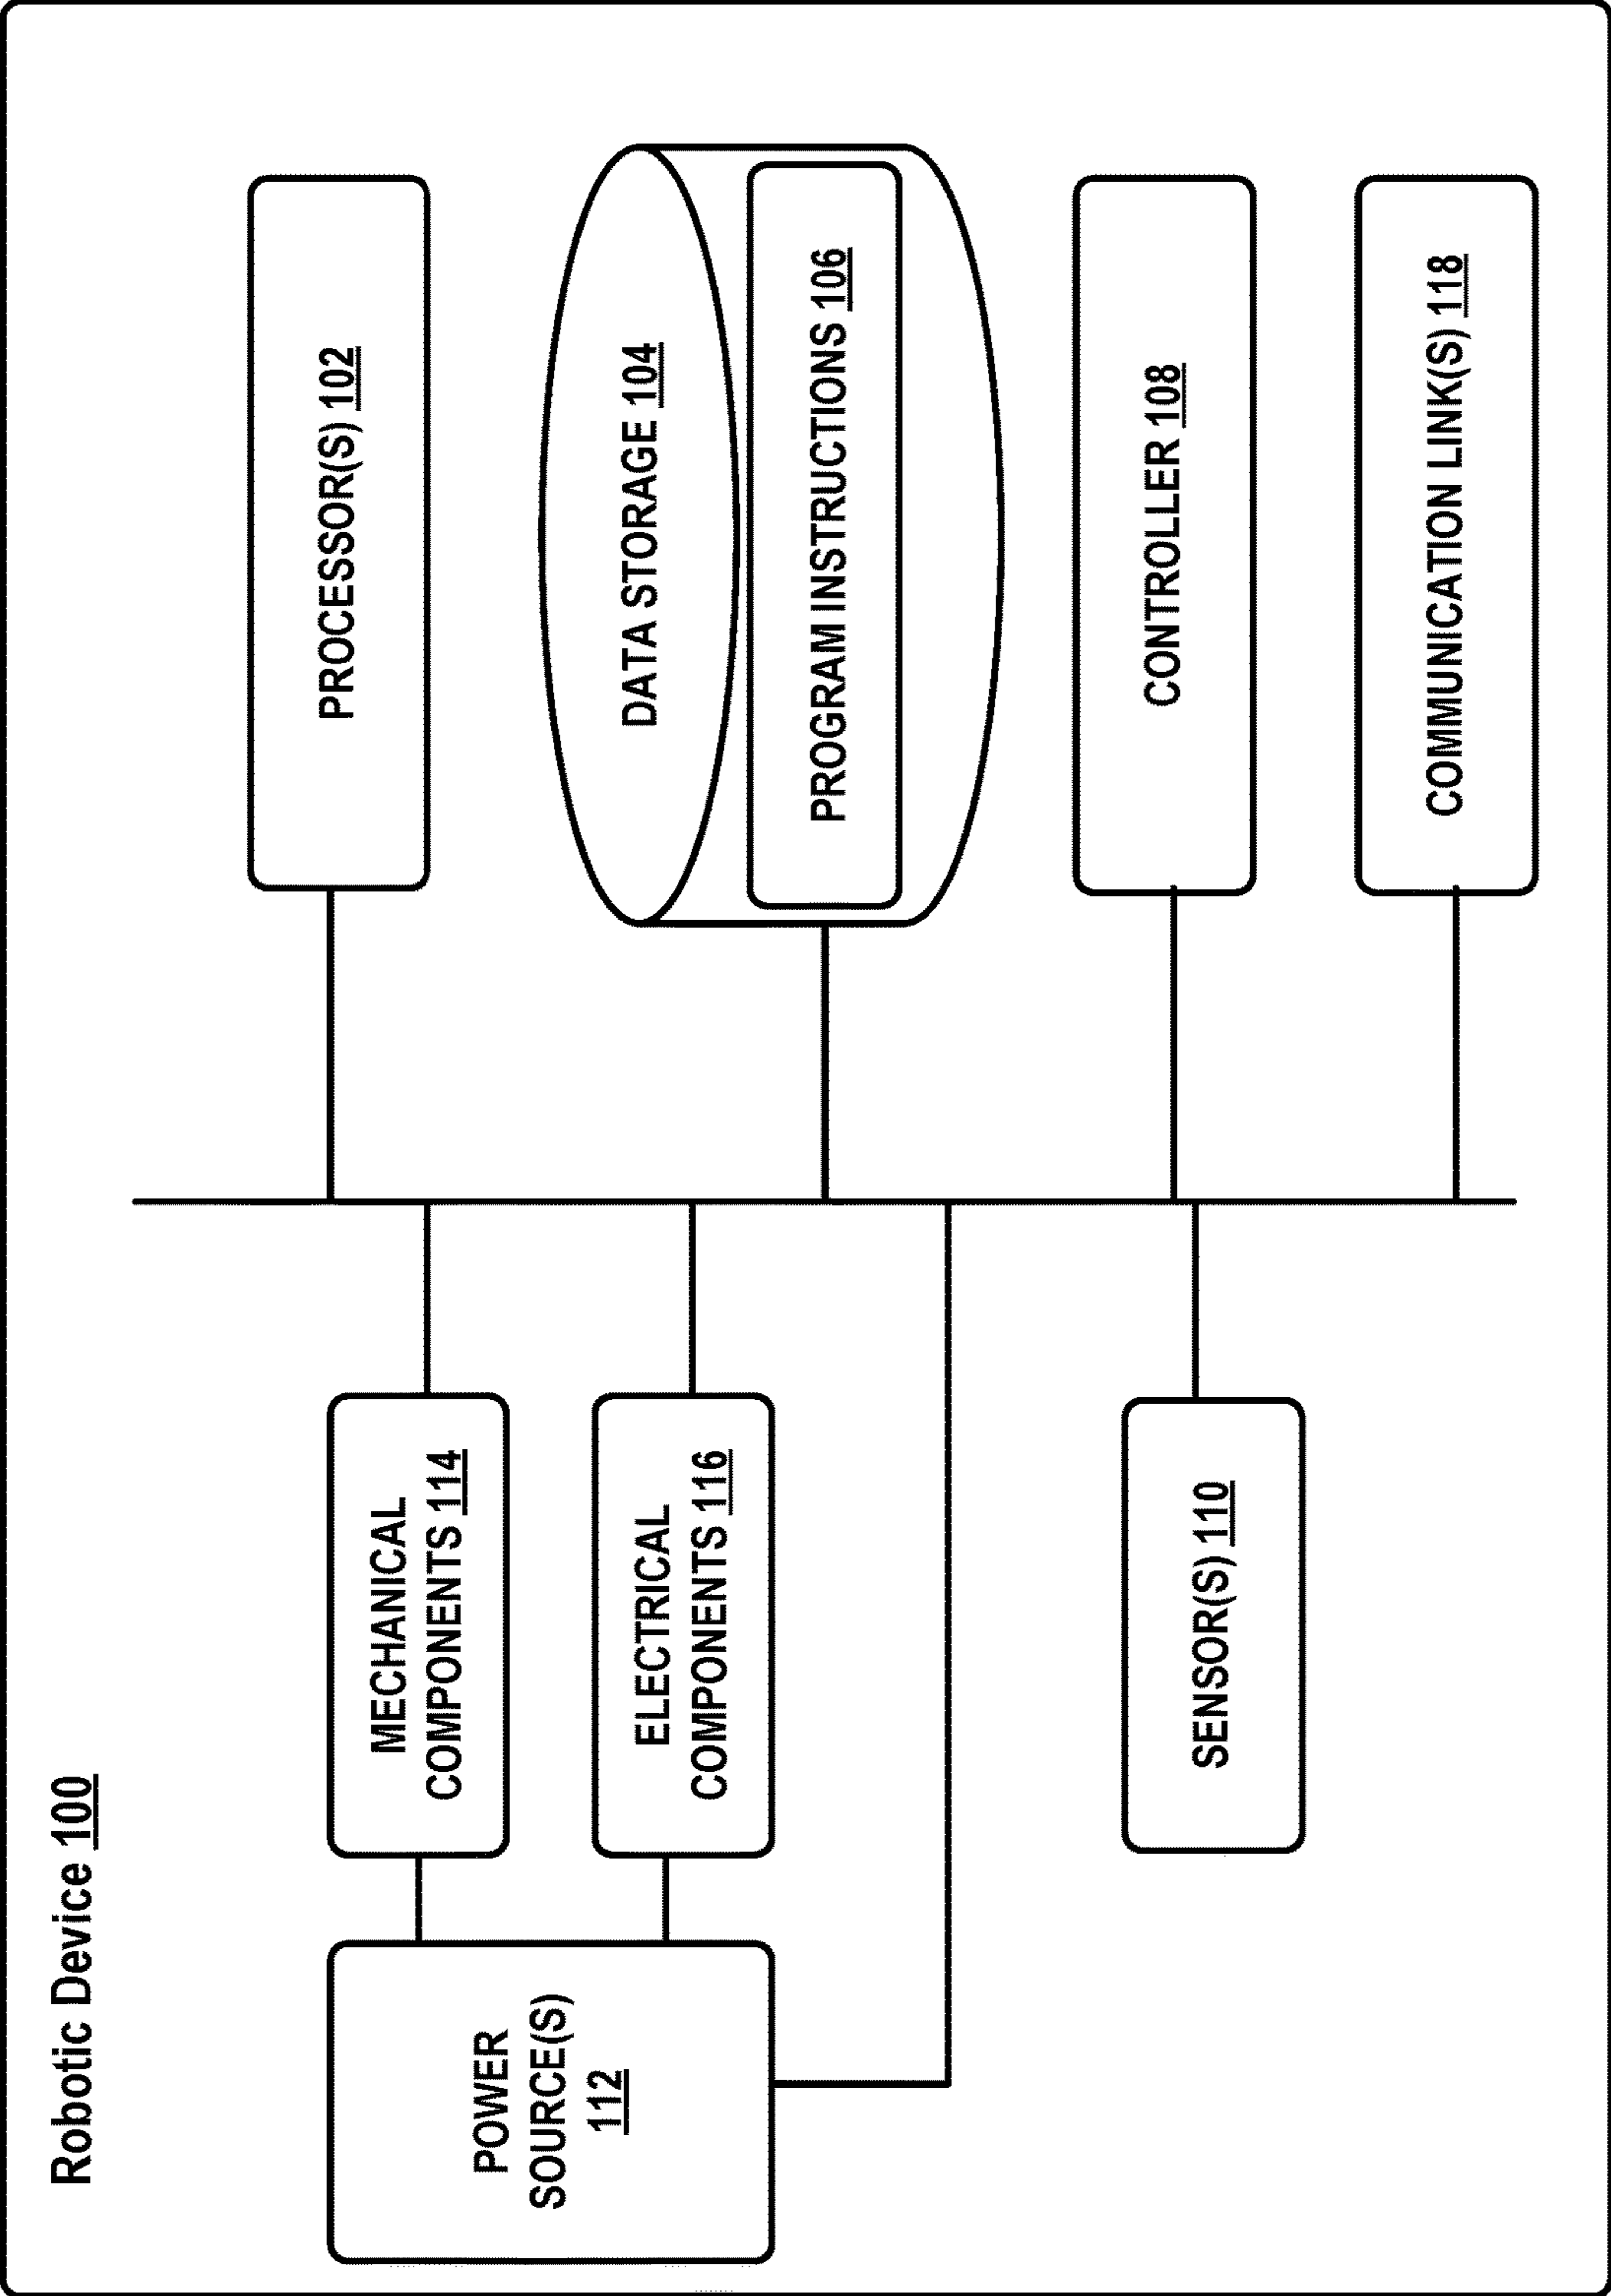 Robotic Device 100
POWER
SOURCE(S)
112
MECHANICAL
COMPONENTS 114
ELECTRICAL
COMPONENTS 116
SENSOR(S) 110
PROCESSOR(S) 102
DATA STORAGE 104
PROGRAM INSTRUCTIONS 106
CONTROLLER 108
COMMUNICATION LINK(S) 118